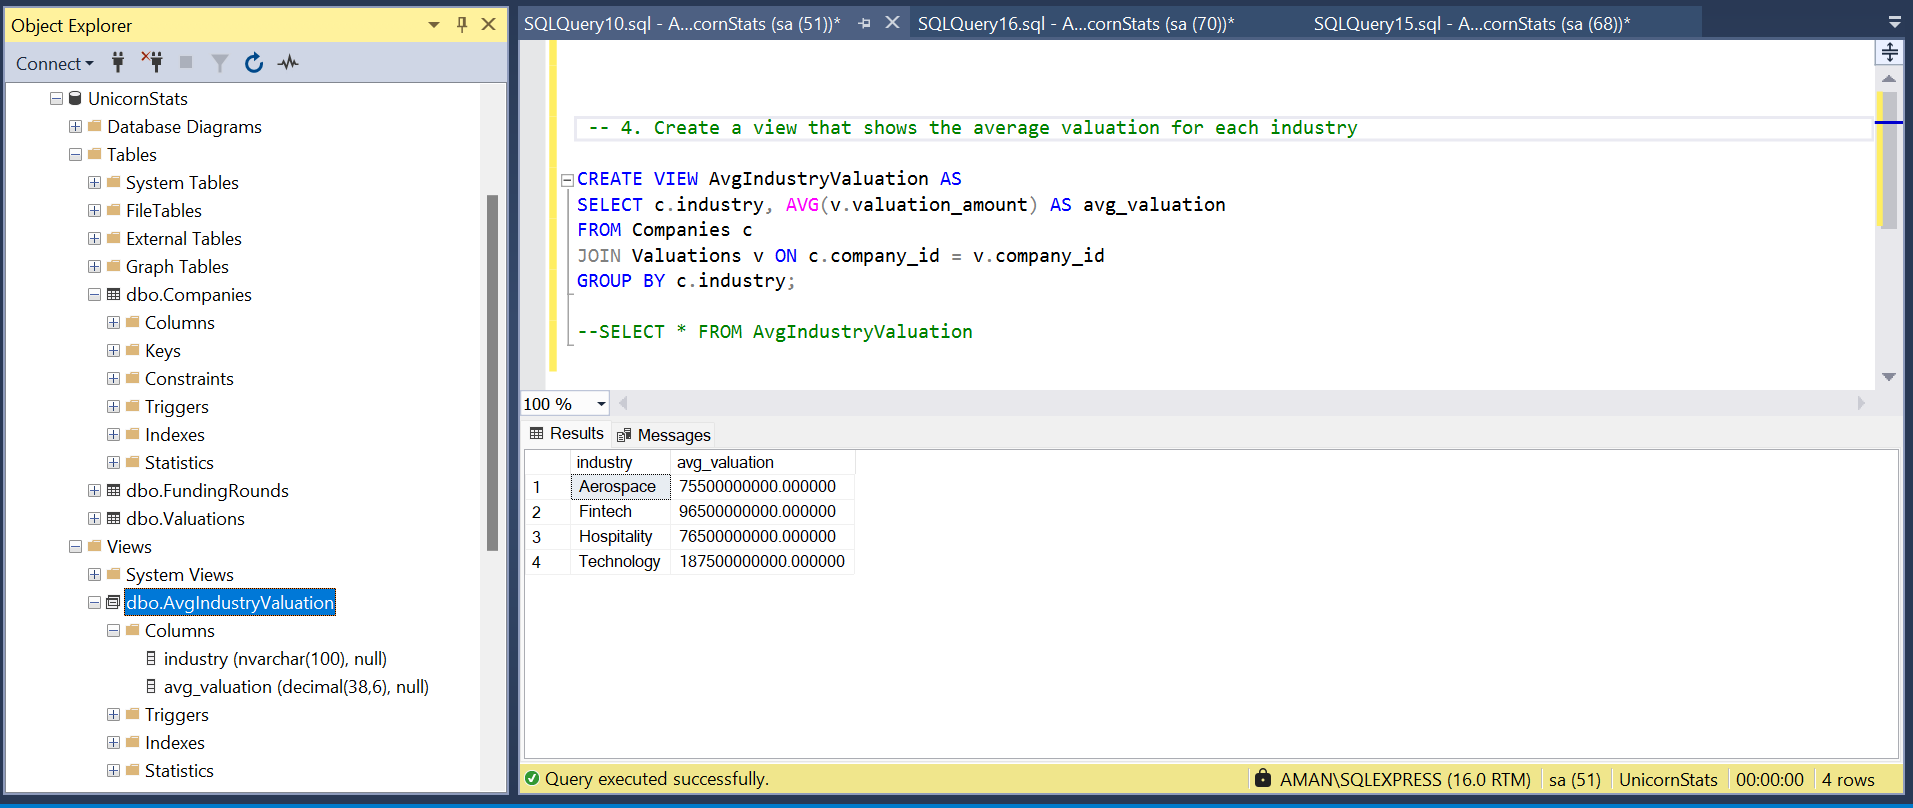 Object Explorer
Connect
UnicornStats
Database Diagrams
Tables
System Tables
FileTables
External Tables
Graph Tables
dbo.Companies
Columns
Keys
Constraints
Triggers
Indexes
Statistics
dbo.FundingRounds
dbo.Valuations
Views
System Views
dbo.AvgIndustryValuation
Columns
industry (nvarchar(100), null)
avg_valuation (decimal(38,6), null)
Triggers
Indexes
Statistics
SQLQuery10.sql - A...cornStats (sa (51))* SQLQuery16.sql - A...cornStats (sa (70))* SQLQuery15.sql - A...cornStats (sa (68))*
-- 4. Create a view that shows the average valuation for each industry
CREATE VIEW AvgIndustryValuation AS
SELECT c.industry, AVG(v.valuation_amount) AS avg_valuation
FROM Companies c
JOIN Valuations v ON c.company_id = v.company_id
GROUP BY c.industry;
--SELECT * FROM AvgIndustryValuation
100 %
Results Messages
industry avg_valuation
1 Aerospace 75500000000.000000
2 Fintech 96500000000.000000
3 Hospitality 76500000000.000000
4 Technology 187500000000.000000
Query executed successfully. AMAN\SQLEXPRESS (16.0 RTM) sa (51) UnicornStats 00:00:00 4 rows